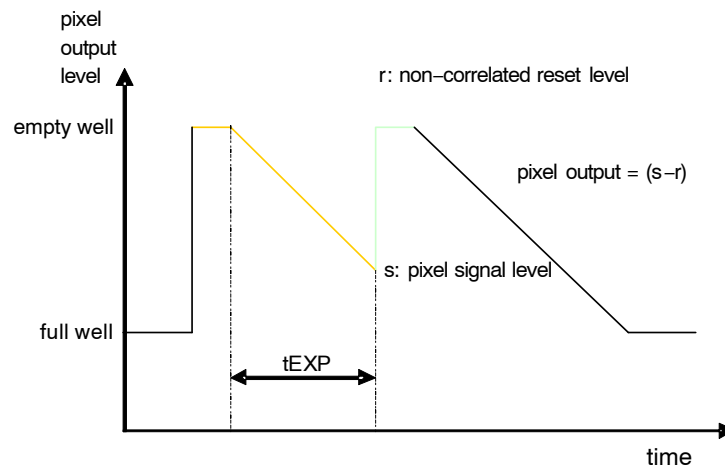 pixel
output
level
r: non−correlated reset level
empty well
pixel output = (s−r)
s: pixel signal level
full well
tEXP
time